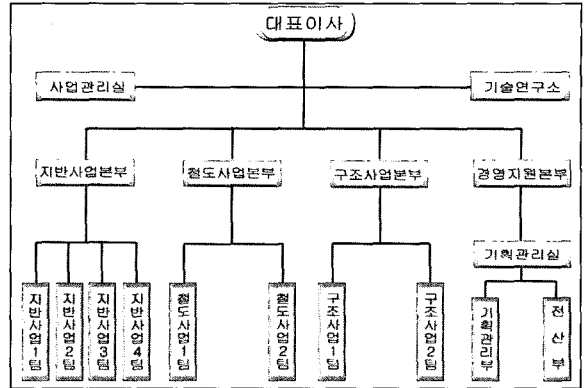 대표이사
사업관리실
기술연구소
지반사업본부
철도사업본부
구조사업본부
경영지원본부
기획관리실
지반사업1팀
지반사업2팀
지반사업3팀
지반사업4팀
철도사업1팀
철도사업2팀
구조사업1팀
구조사업2팀
기획관리부
전산부